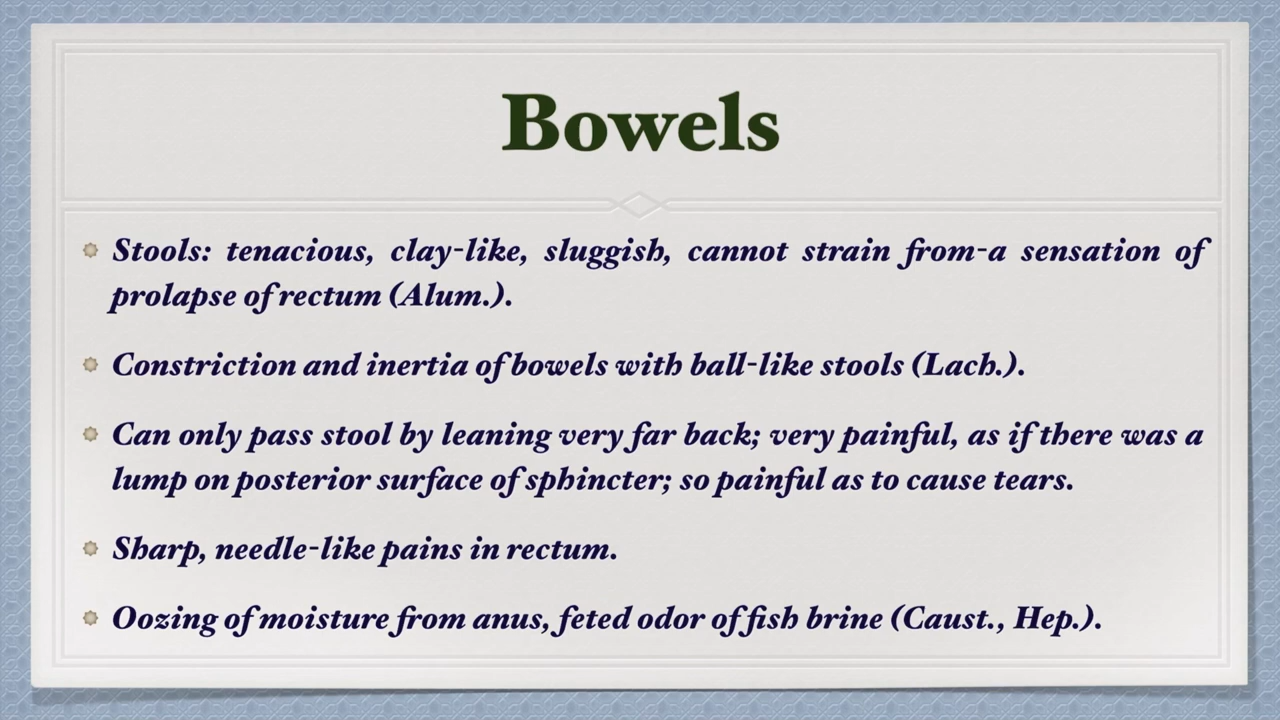 Bowels
Stools: tenacious, clay-like, sluggish, cannot strain from-a sensation of
prolapse of rectum (Alum.).
Constriction and inertia of bowels with ball-like stools (Lach.).
Can only pass stool by leaning very far back; very painful, as if there was a
lump on posterior surface of sphincter; so painful as to cause tears.
Sharp, needle-like pains in rectum.
Oozing of moisture from anus, feted odor of fish brine (Caust., Hep.).